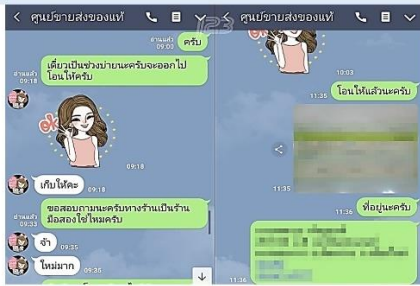 ศูนย์ขายส่งของแท้
อ่านแล้ว
09:03
ครับ
เดี๋ยวเป็นช่วงบ่ายนะครับจะออกไป
โอนให้ครับ
อ่านแล้ว
09:18
ok
09:18
เก็บให้คะ
09:18
ขอสอบถามนะครับทางร้านเป็นร้าน
มือสองใช่ไหมครับ
อ่านแล้ว
09:33
จ้า
09:35
ใหม่มาก
09:35
ศูนย์ขายส่งของแท้
123
10:03
โอนให้แล้วนะครับ
11:35
11:35
ที่อยู่นะครับ
11:36
11:36